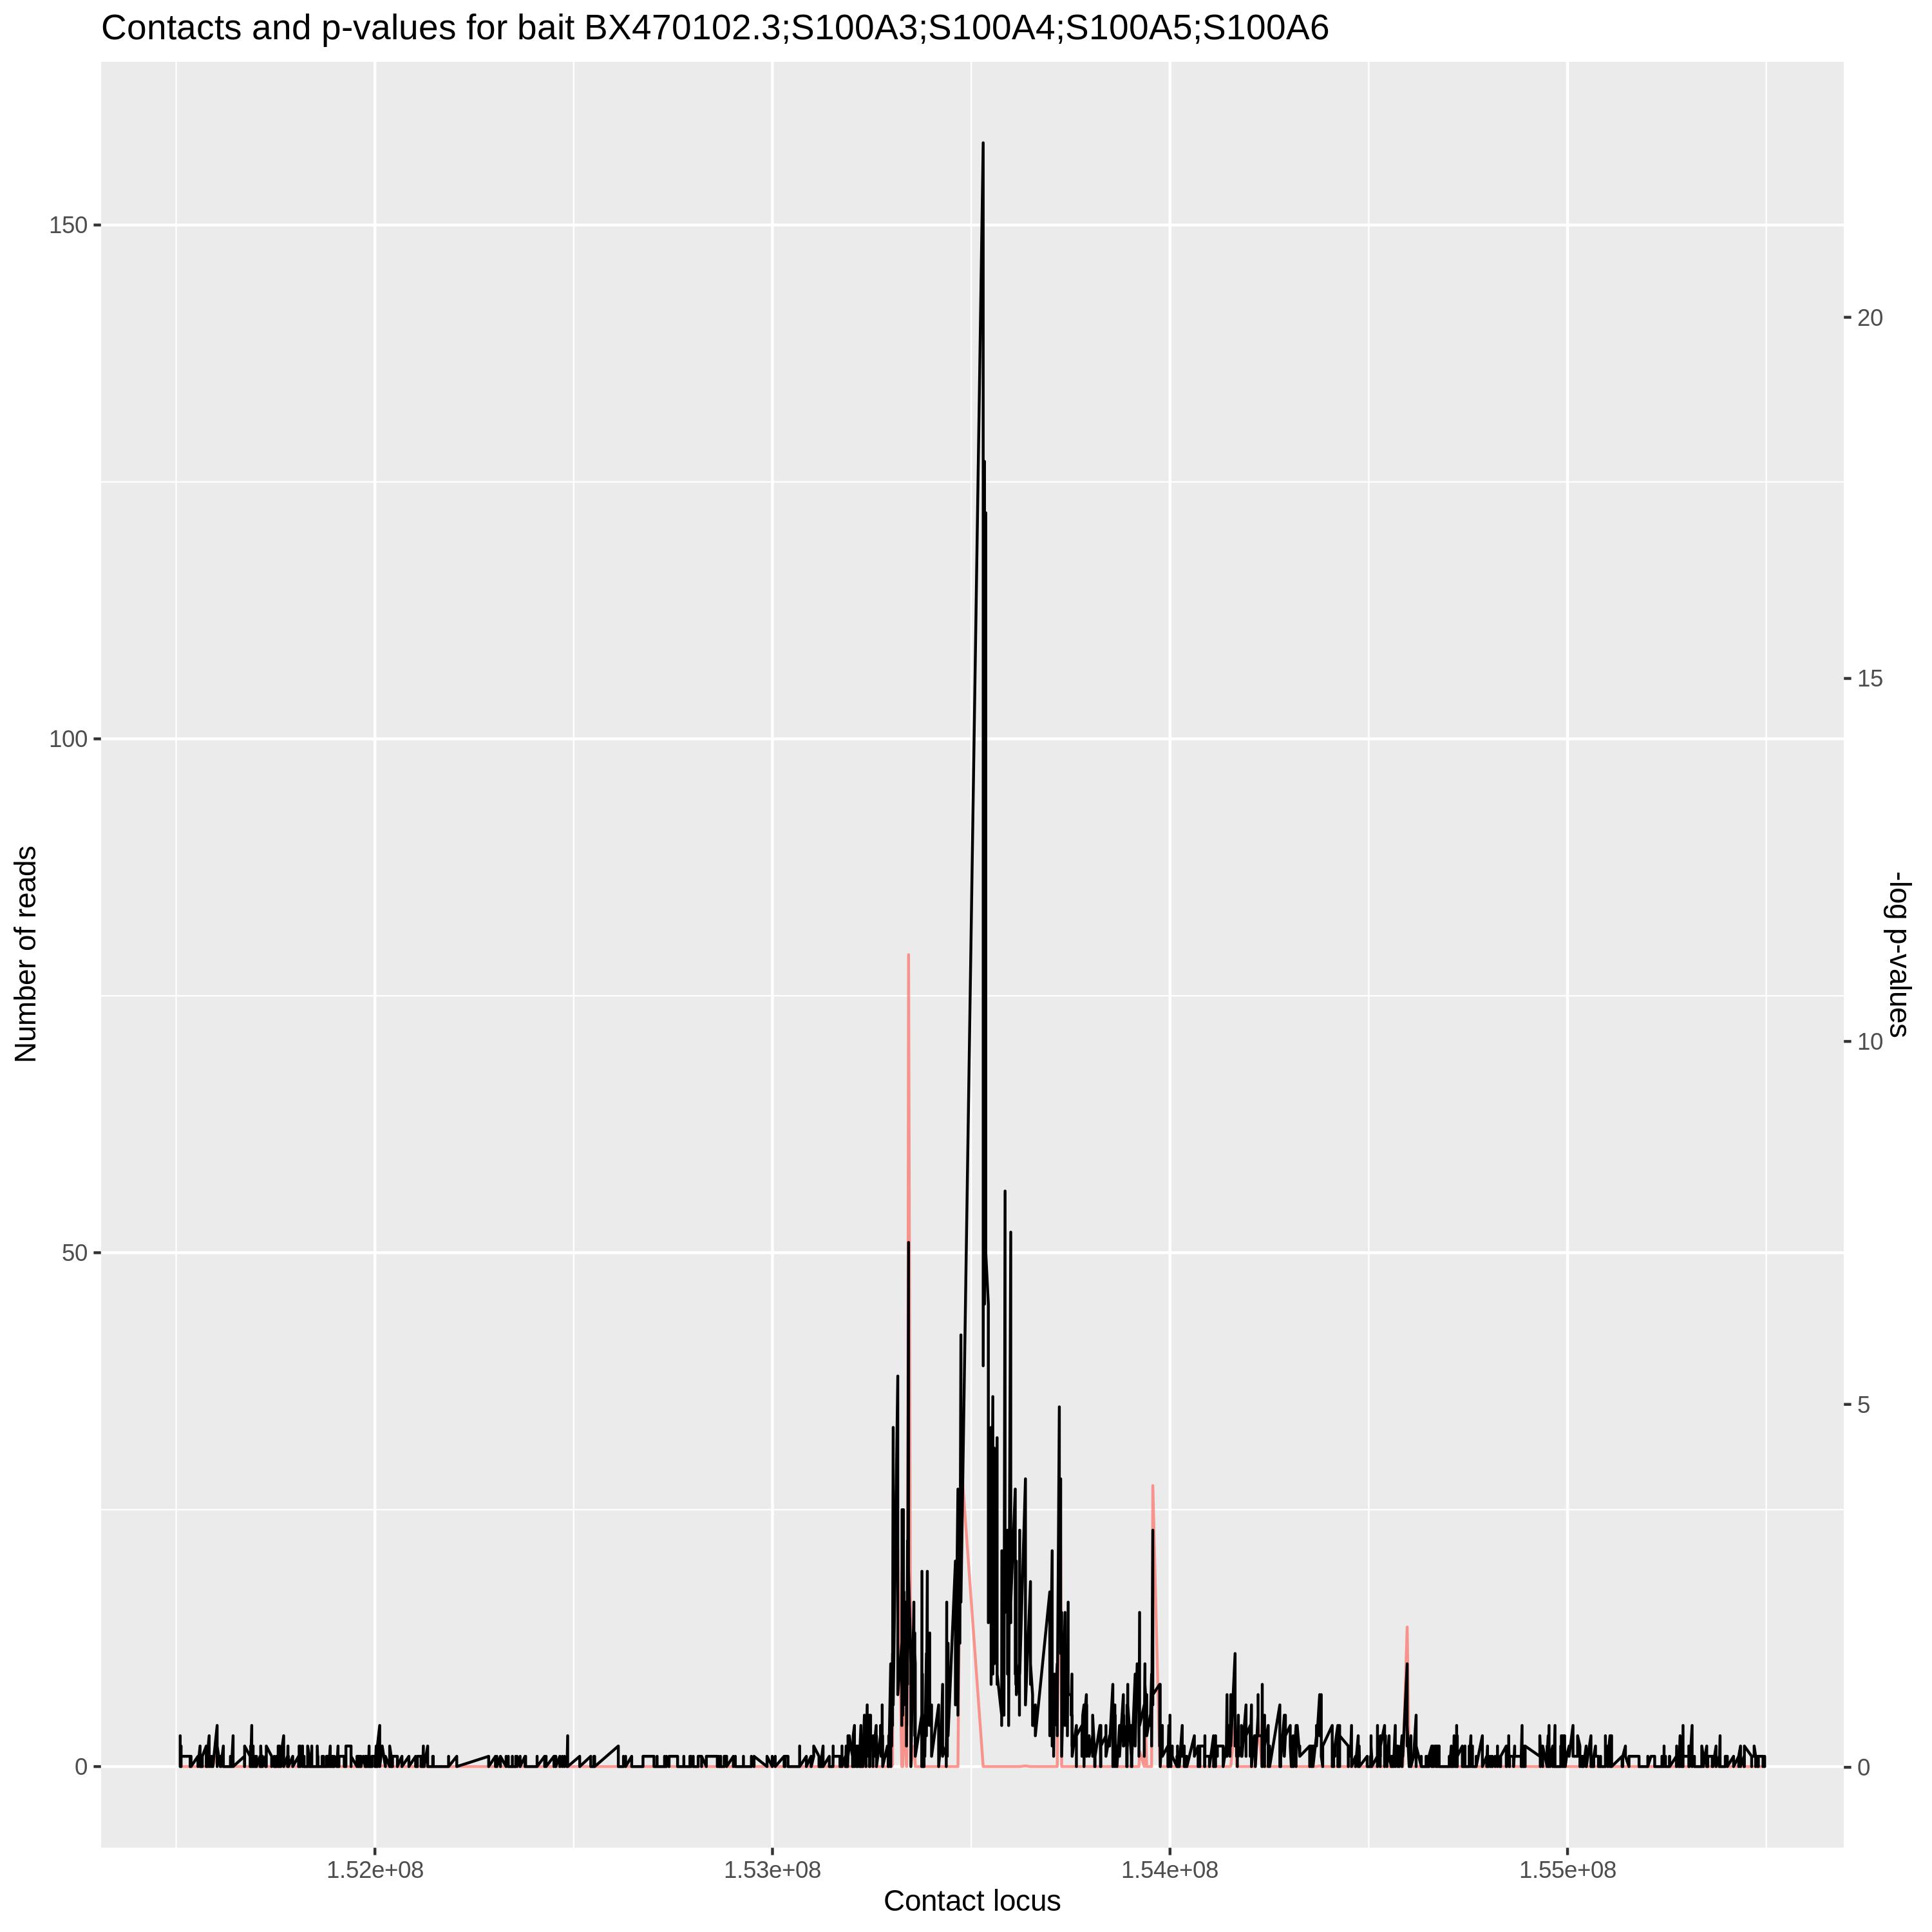 Contacts and p-values for bait BX470102.3;S100A3;S100A4;S100A5;S100A6
150
100
50
0
Number of reads
20
15
10
5
0
-log p-values
1.52e+08
1.53e+08
1.54e+08
1.55e+08
Contact locus